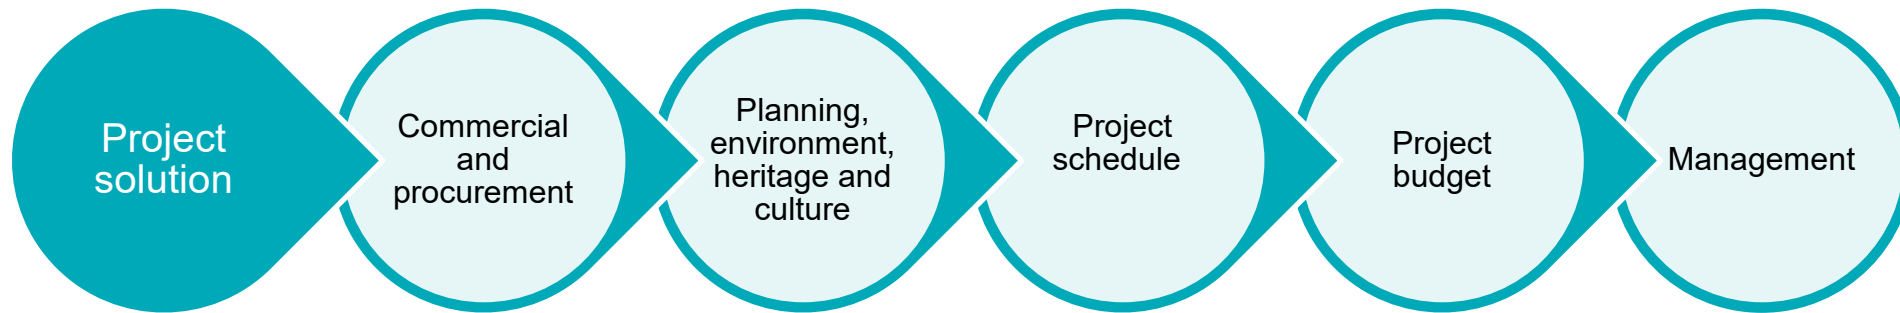 Project
solution
Commercial
and
procurement
Planning,
environment,
heritage and
culture
Project
schedule
Project
budget
Management